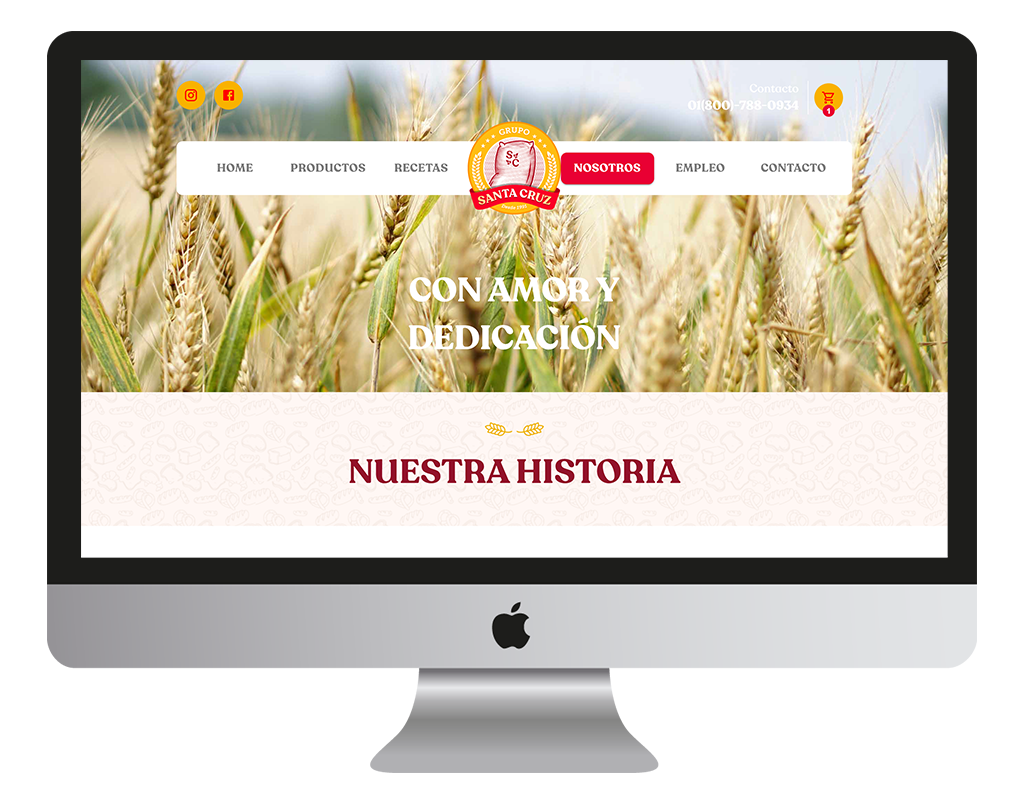 Contacto
01(800)-788-0934
1
HOME PRODUCTOS RECETAS NOSOTROS EMPLEO CONTACTO
GRUPO
S y C
SANTA CRUZ
CON AMOR Y
DEDICACIÓN
NUESTRA HISTORIA